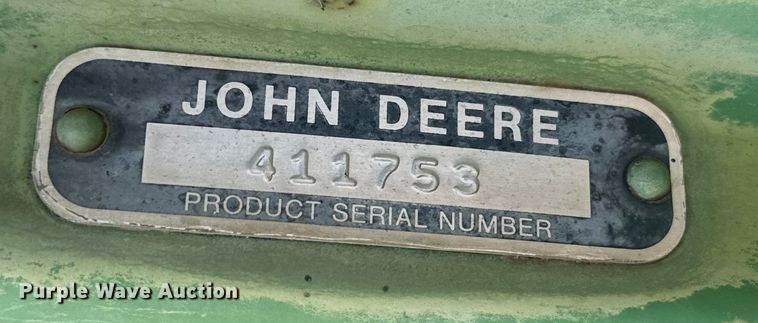 JOHN DEERE
411753
PRODUCT SERIAL NUMBER
Purple Wave Auction